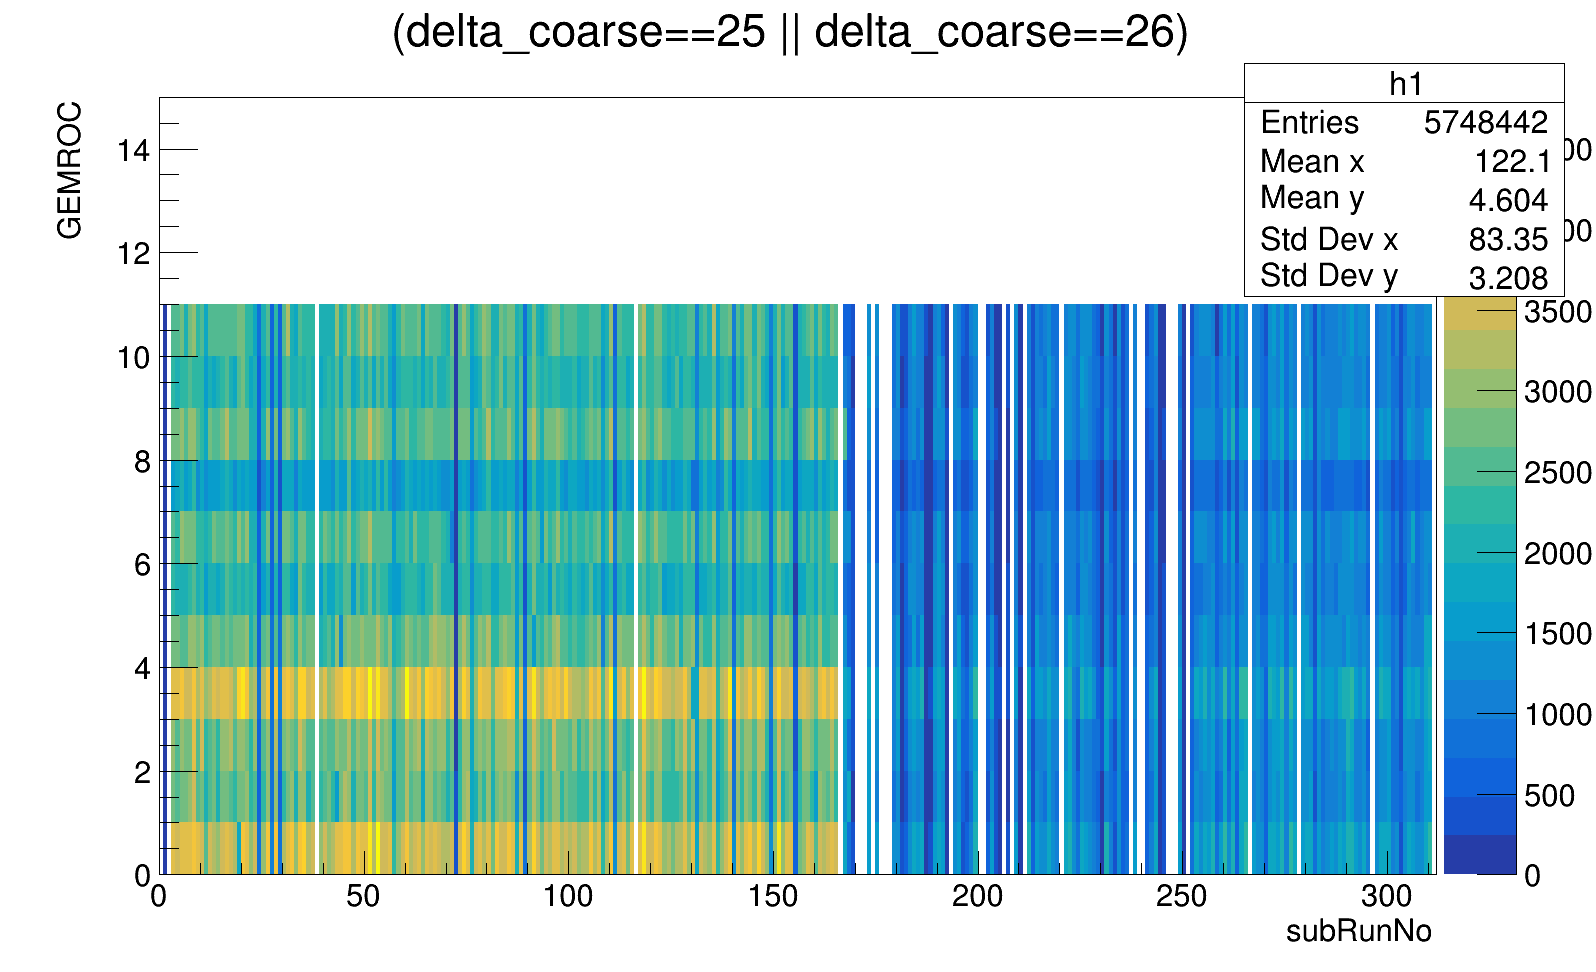 (delta_coarse==25 || delta_coarse==26)
h1
Entries 5748442
Mean x 122.1
Mean y 4.604
Std Dev x 83.35
Std Dev y 3.208
GEMROC
14
12
10
8
6
4
2
0
0 50 100 150 200 250 300
subRunNo
3500
3000
2500
2000
1500
1000
500
0